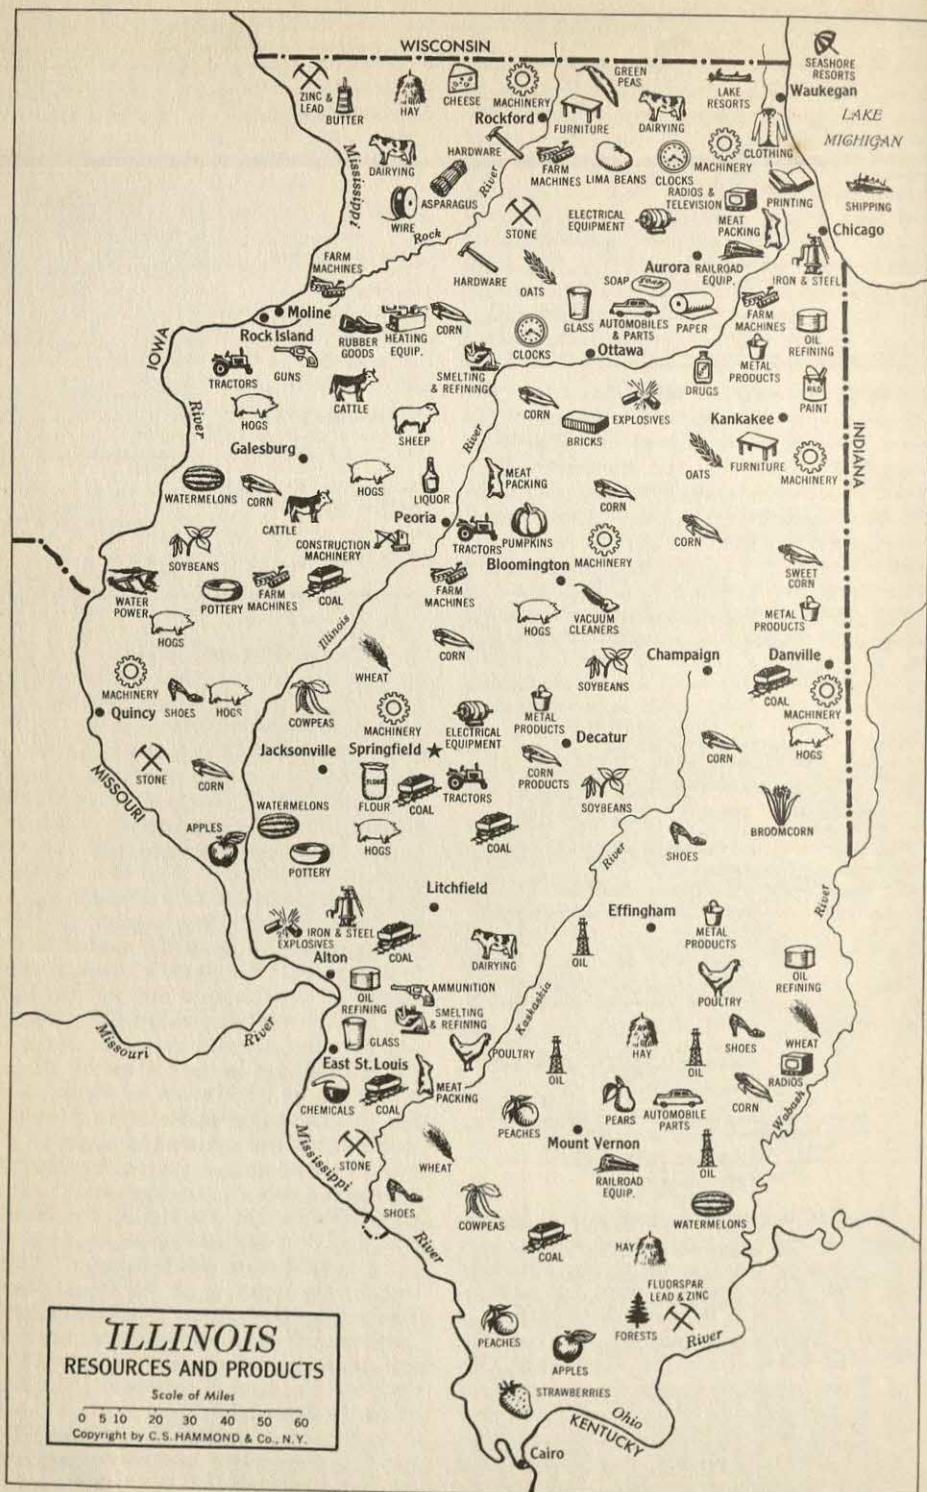 WISCONSIN
SEASHORE
RESORTS
ZINC &
LEAD
BUTTER
HAY
CHEESE
MACHINERY
GREEN
PEAS
LAKE
RESORTS
Waukegan
LAKE
MICHIGAN
Rockford
FURNITURE
DAIRYING
CLOTHING
HARDWARE
DAIRYING
FARM
MACHINES
LIMA BEANS
CLOCKS
MACHINERY
Mississippi
River
ASPARAGUS
RADIOS &
TELEVISION
PRINTING
SHIPPING
WIRE
Rock
STONE
ELECTRICAL
EQUIPMENT
MEAT
PACKING
Chicago
FARM
MACHINES
HARDWARE
OATS
Aurora
RAILROAD
EQUIP.
IRON & STEEL
SOAP
SOAP
Moline
Rock Island
RUBBER
GOODS
HEATING
EQUIP.
CORN
CLOCKS
GLASS
AUTOMOBILES
& PARTS
PAPER
FARM
MACHINES
OIL
REFINING
IOWA
Ottawa
TRACTORS
GUNS
CATTLE
SMELTING
& REFINING
DRUGS
METAL
PRODUCTS
RED
PAINT
River
HOGS
SHEEP
River
CORN
BRICKS
EXPLOSIVES
Kankakee
INDIANA
Galesburg
WATERMELONS
CORN
HOGS
LIQUOR
MEAT
PACKING
OATS
FURNITURE
MACHINERY
CORN
CATTLE
Peoria
SOYBEANS
CONSTRUCTION
MACHINERY
TRACTORS
PUMPKINS
MACHINERY
CORN
Bloomington
SWEET
CORN
WATER
POWER
POTTERY
FARM
MACHINES
COAL
FARM
MACHINES
HOGS
VACUUM
CLEANERS
METAL
PRODUCTS
HOGS
Illinois
CORN
WHEAT
SOYBEANS
Champaign
Danville
MACHINERY
SHOES
HOGS
COWPEAS
COAL
MACHINERY
Quincy
MACHINERY
ELECTRICAL
EQUIPMENT
METAL
PRODUCTS
Decatur
Jacksonville
Springfield
CORN
HOGS
STONE
CORN
FLOUR
FLOUR
COAL
TRACTORS
CORN
PRODUCTS
SOYBEANS
MISSOURI
WATERMELONS
BROOMCORN
APPLES
HOGS
COAL
River
SHOES
POTTERY
Litchfield
River
Effingham
EXPLOSIVES
IRON & STEEL
COAL
DAIRYING
OIL
METAL
PRODUCTS
Alton
OIL
REFINING
AMMUNITION
Kaskaskia
POULTRY
OIL
REFINING
Missouri
River
GLASS
SMELTING
& REFINING
HAY
OIL
SHOES
WHEAT
East St. Louis
POULTRY
OIL
RADIOS
CHEMICALS
COAL
MEAT
PACKING
PEACHES
PEARS
AUTOMOBILE
PARTS
CORN
Wabash
Mississippi
STONE
WHEAT
Mount Vernon
OIL
RAILROAD
EQUIP.
SHOES
COWPEAS
WATERMELONS
River
COAL
HAY
FLUORSPAR
LEAD & ZINC
FORESTS
River
PEACHES
APPLES
STRAWBERRIES
Ohio
KENTUCKY
Cairo
ILLINOIS
RESOURCES AND PRODUCTS
Scale of Miles
0 5 10 20 30 40 50 60
Copyright by C.S. HAMMOND & Co., N.Y.